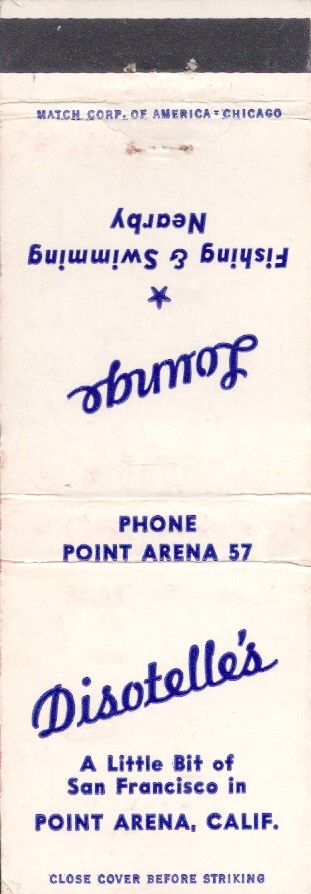 MATCH CORP. OF AMERICA - CHICAGO
Lounge
Fishing & Swimming
Nearby
PHONE
POINT ARENA 57
Disotelle's
A Little Bit of
San Francisco in
POINT ARENA, CALIF.
CLOSE COVER BEFORE STRIKING